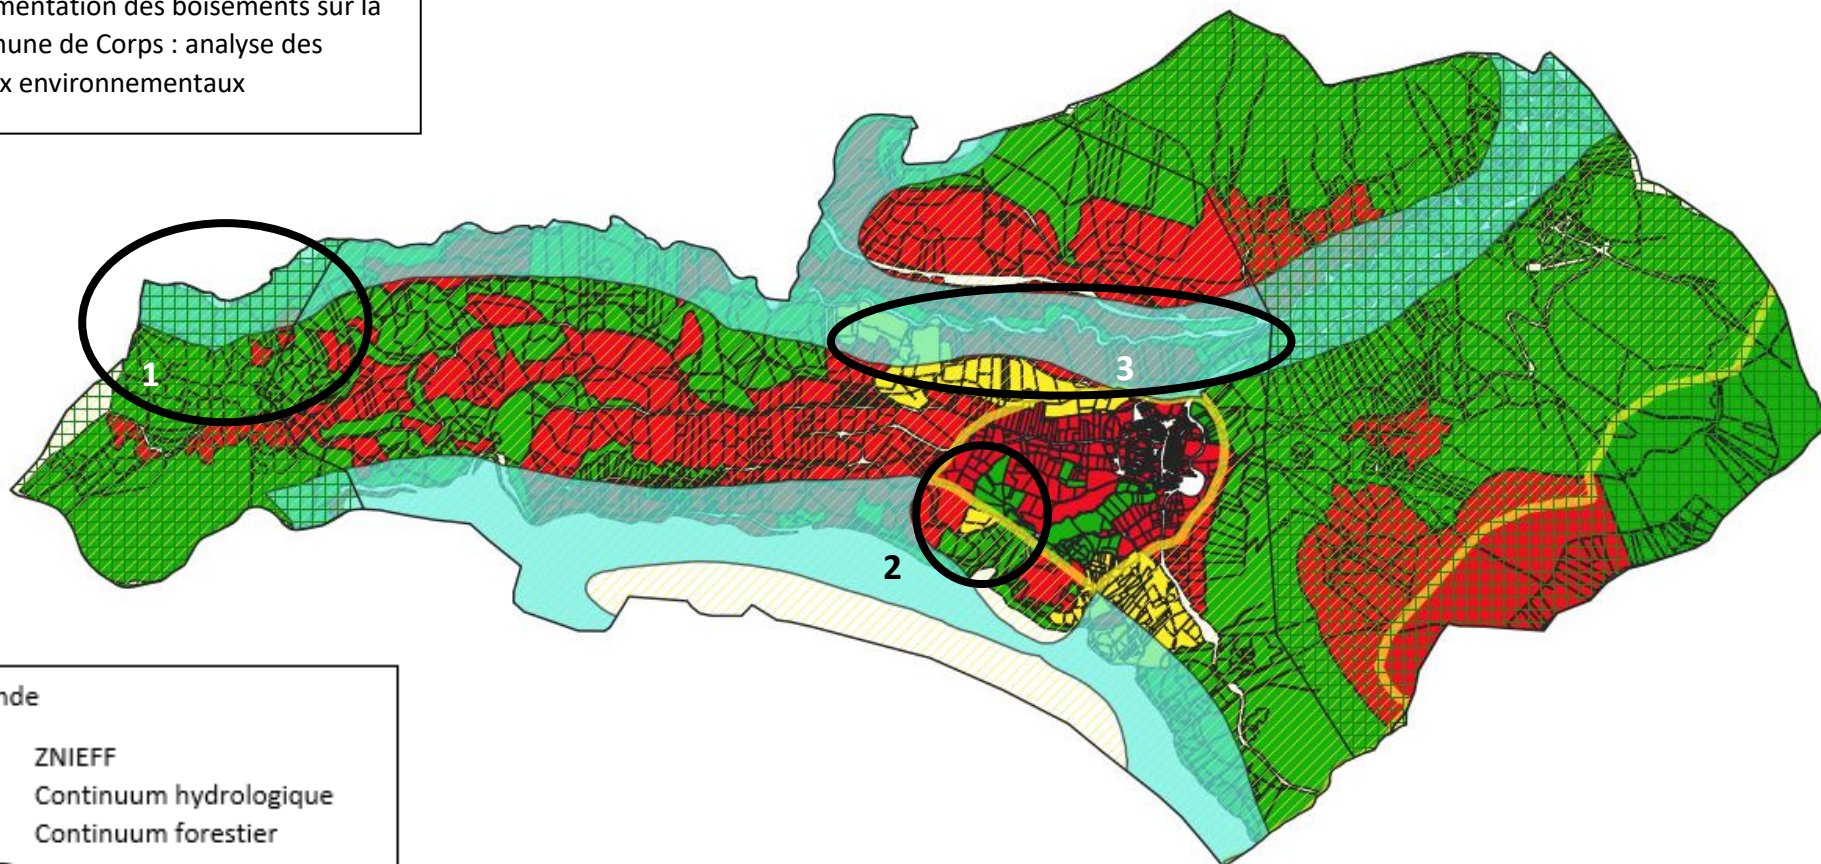 mentation des boisements sur la
mune de Corps : analyse des
x environnementaux
1
3
2
nde
ZNIEFF
Continuum hydrologique
Continuum forestier